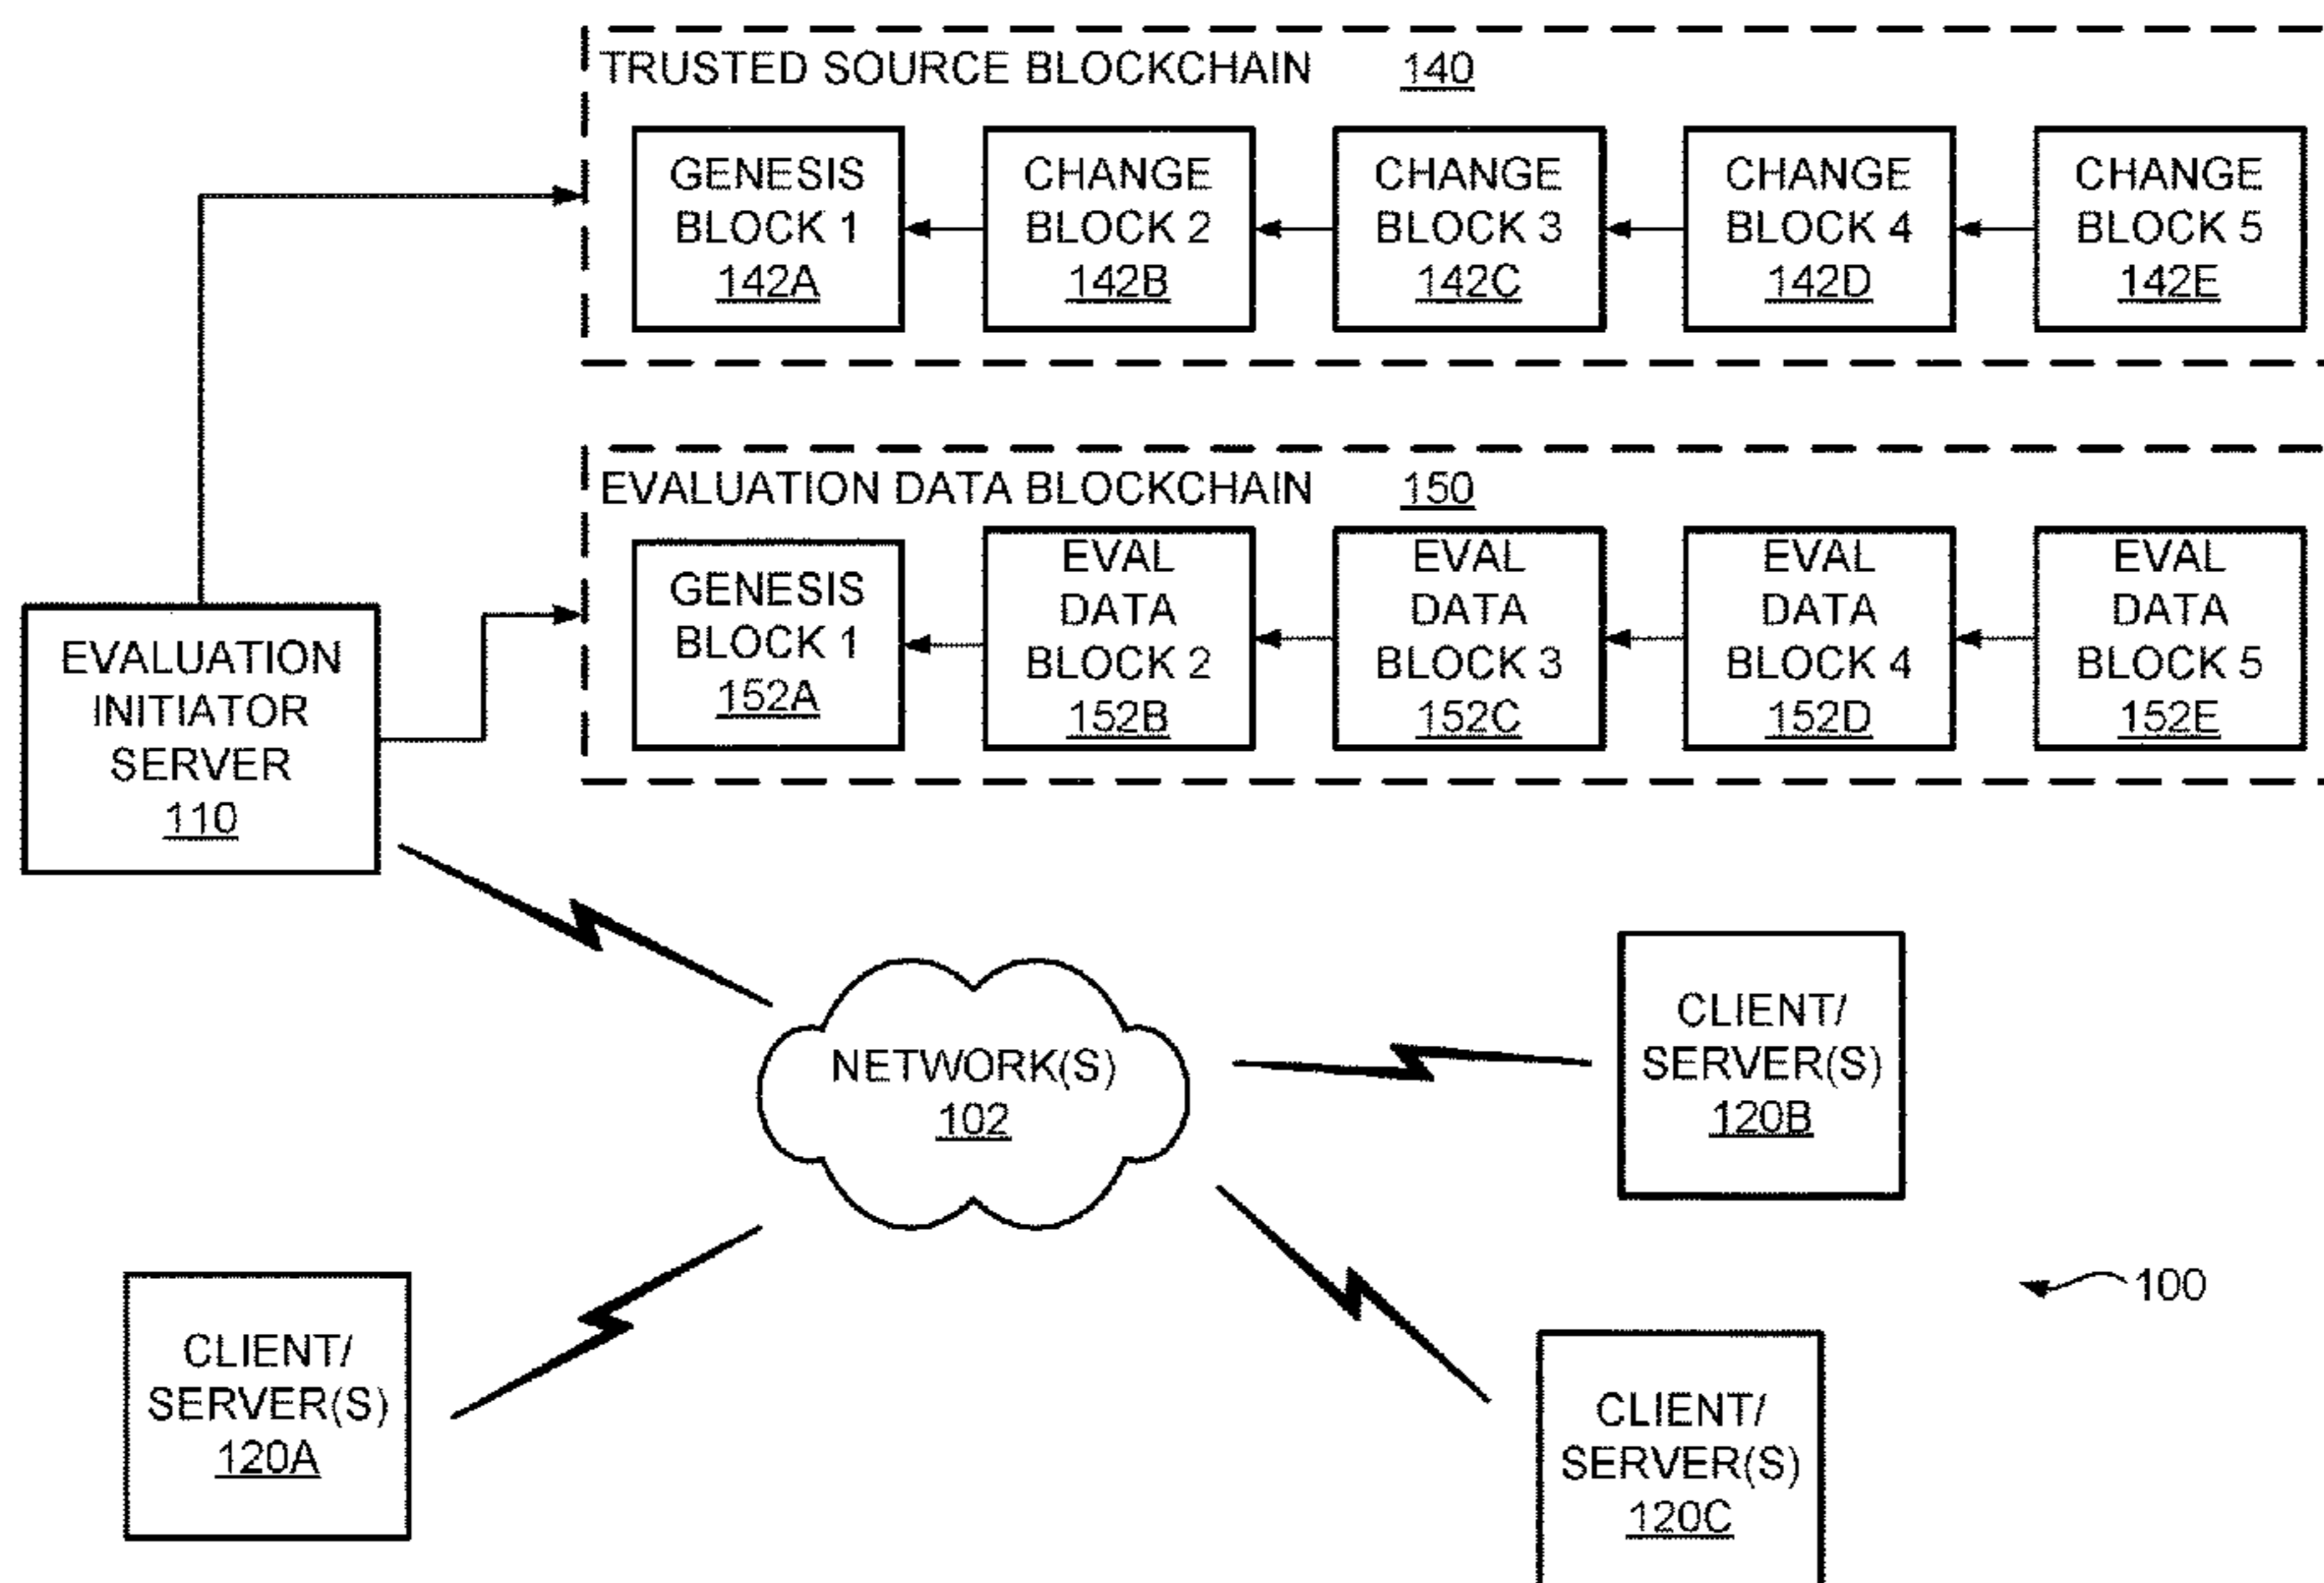 TRUSTED SOURCE BLOCKCHAIN 140
GENESIS
BLOCK 1
142A
CHANGE
BLOCK 2
142B
CHANGE
BLOCK 3
142C
CHANGE
BLOCK 4
142D
CHANGE
BLOCK 5
142E
EVALUATION DATA BLOCKCHAIN 150
GENESIS
BLOCK 1
152A
EVAL
DATA
BLOCK 2
152B
EVAL
DATA
BLOCK 3
152C
EVAL
DATA
BLOCK 4
152D
EVAL
DATA
BLOCK 5
152E
EVALUATION
INITIATOR
SERVER
110
NETWORK(S)
102
CLIENT/
SERVER(S)
120B
100
CLIENT/
SERVER(S)
120A
CLIENT/
SERVER(S)
120C